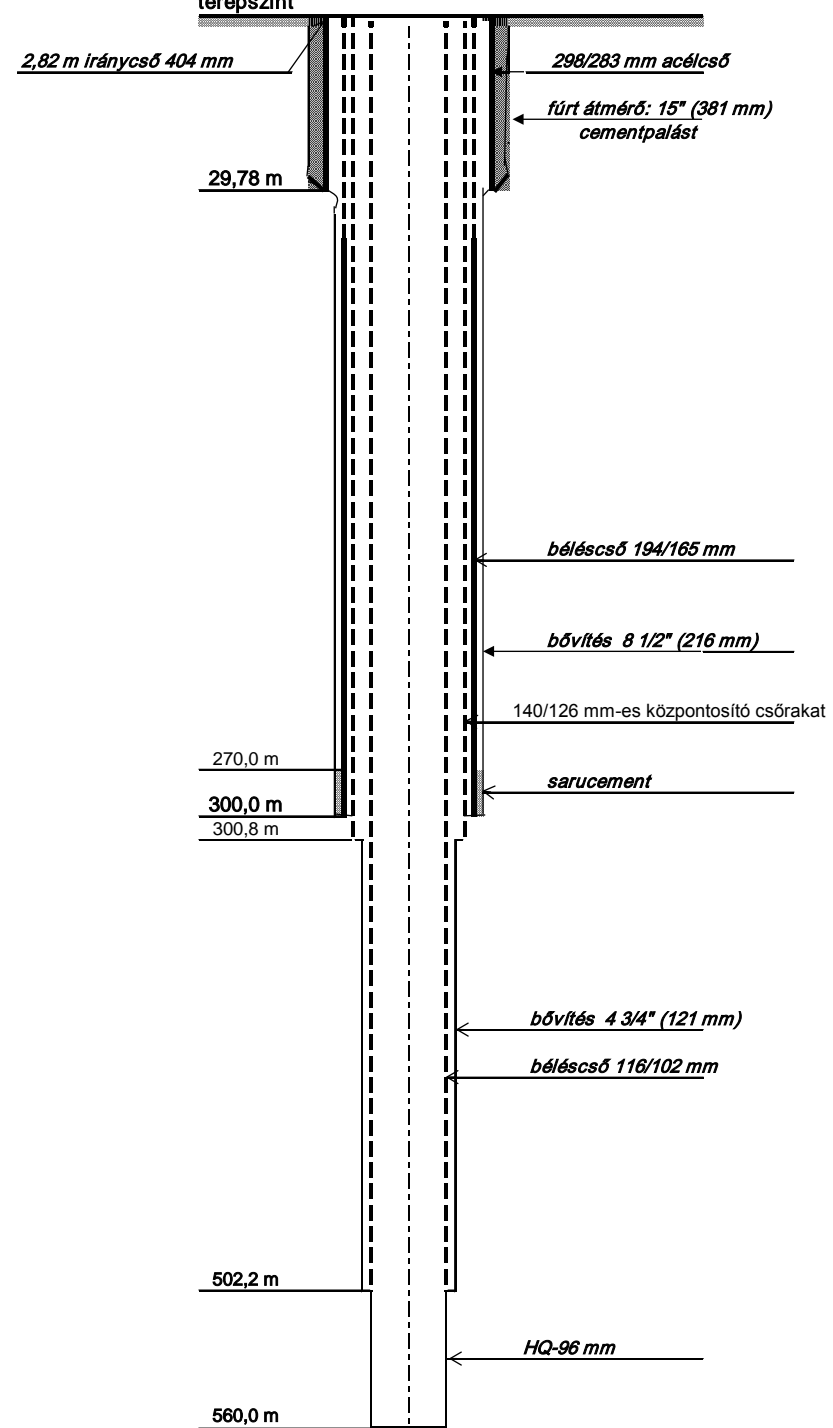 terepszint
2,82 m iránycső 404 mm
298/283 mm acélcső
fúrt átmérő: 15" (381 mm)
cementpalást
29,78 m
béléscső 194/165 mm
bővítés 8 1/2" (216 mm)
140/126 mm-es központosító csőrakat
270,0 m
sarucement
300,0 m
300,8 m
bővítés 4 3/4" (121 mm)
béléscső 116/102 mm
502,2 m
HQ-96 mm
560,0 m